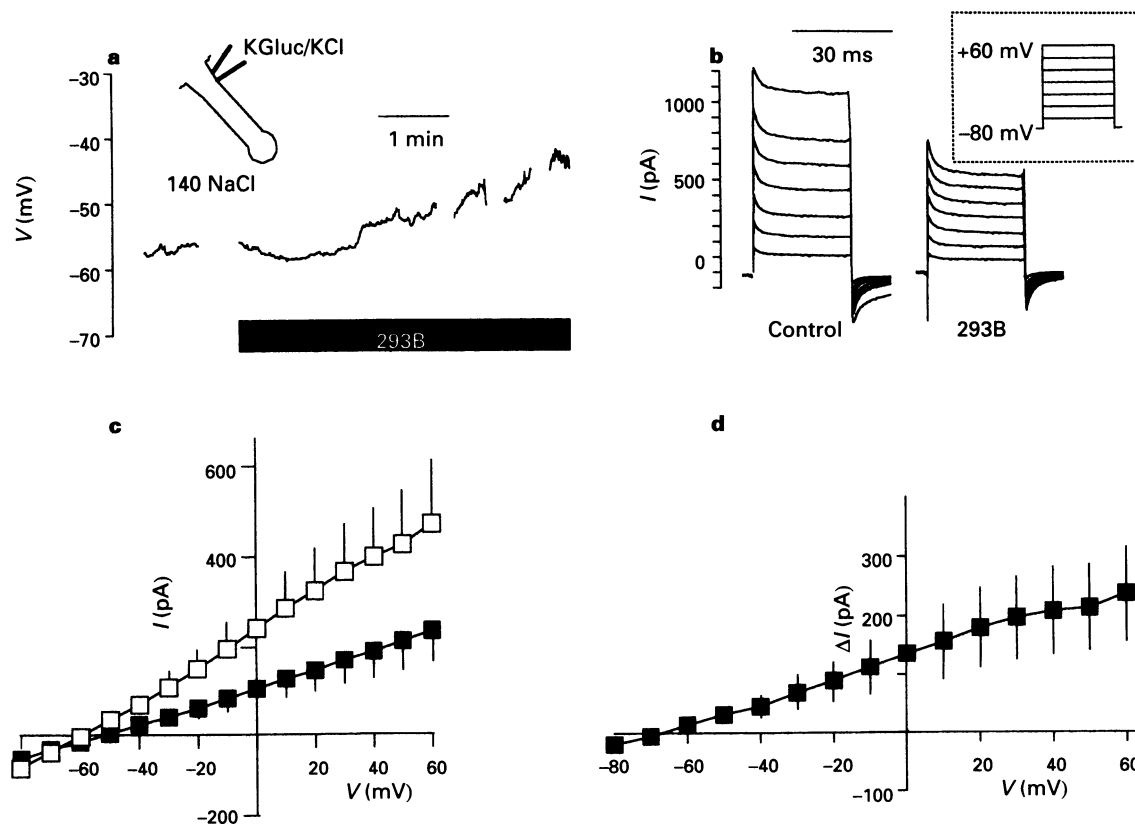 a
KGluc/KCl
−30
−40
−50
−60
−70
V (mV)
1 min
140 NaCl
293B
b
30 ms
+60 mV
−80 mV
1000
500
0
I (pA)
Control
293B
c
600
400
−200
I (pA)
−60
−40
−20
20
40
60
V (mV)
d
300
200
−100
ΔI (pA)
−80
−60
−40
−20
20
40
60
V (mV)